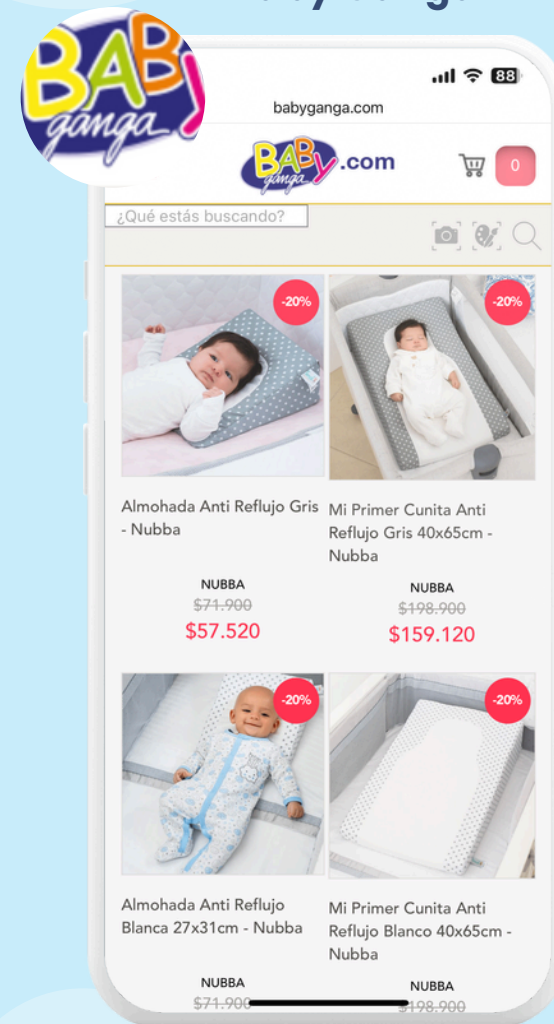 BABY
ganga
88
babyganga.com
BABY
ganga
.com
0
¿Qué estás buscando?
-20%
-20%
Almohada Anti Reflujo Gris
- Nubba
NUBBA
$71.900
$57.520
Mi Primer Cunita Anti
Reflujo Gris 40x65cm -
Nubba
NUBBA
$198.900
$159.120
-20%
-20%
Almohada Anti Reflujo
Blanca 27x31cm - Nubba
NUBBA
$71.900
Mi Primer Cunita Anti
Reflujo Blanco 40x65cm -
Nubba
NUBBA
$198.900